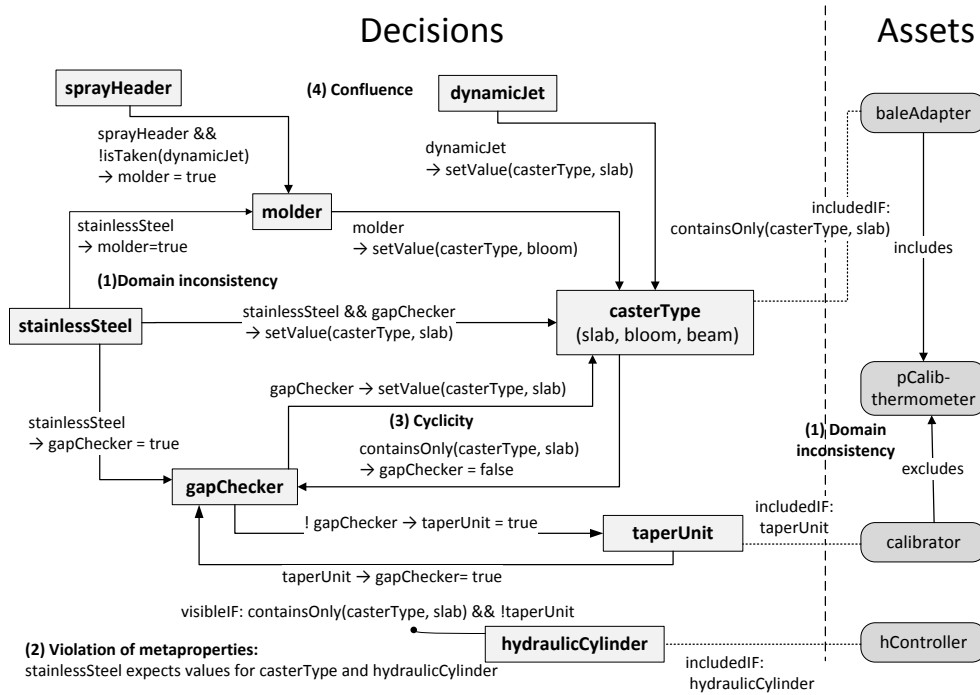 Decisions
Assets
sprayHeader
(4) Confluence
dynamicJet
baleAdapter
sprayHeader &&
!isTaken(dynamicJet)
→ molder = true
dynamicJet
→ setValue(casterType, slab)
molder
stainlessSteel
→ molder=true
molder
→ setValue(casterType, bloom)
includedIF:
containsOnly(casterType, slab)
includes
(1)Domain inconsistency
stainlessSteel
stainlessSteel && gapChecker
→ setValue(casterType, slab)
casterType
(slab, bloom, beam)
gapChecker → setValue(casterType, slab)
pCalib-
thermometer
stainlessSteel
→ gapChecker = true
(3) Cyclicity
containsOnly(casterType, slab)
→ gapChecker = false
(1) Domain
inconsistency
excludes
gapChecker
! gapChecker → taperUnit = true
taperUnit
includedIF:
taperUnit
calibrator
taperUnit → gapChecker= true
visibleIF: containsOnly(casterType, slab) && !taperUnit
hydraulicCylinder
hController
(2) Violation of metaproperties:
stainlessSteel expects values for casterType and hydraulicCylinder
includedIF:
hydraulicCylinder